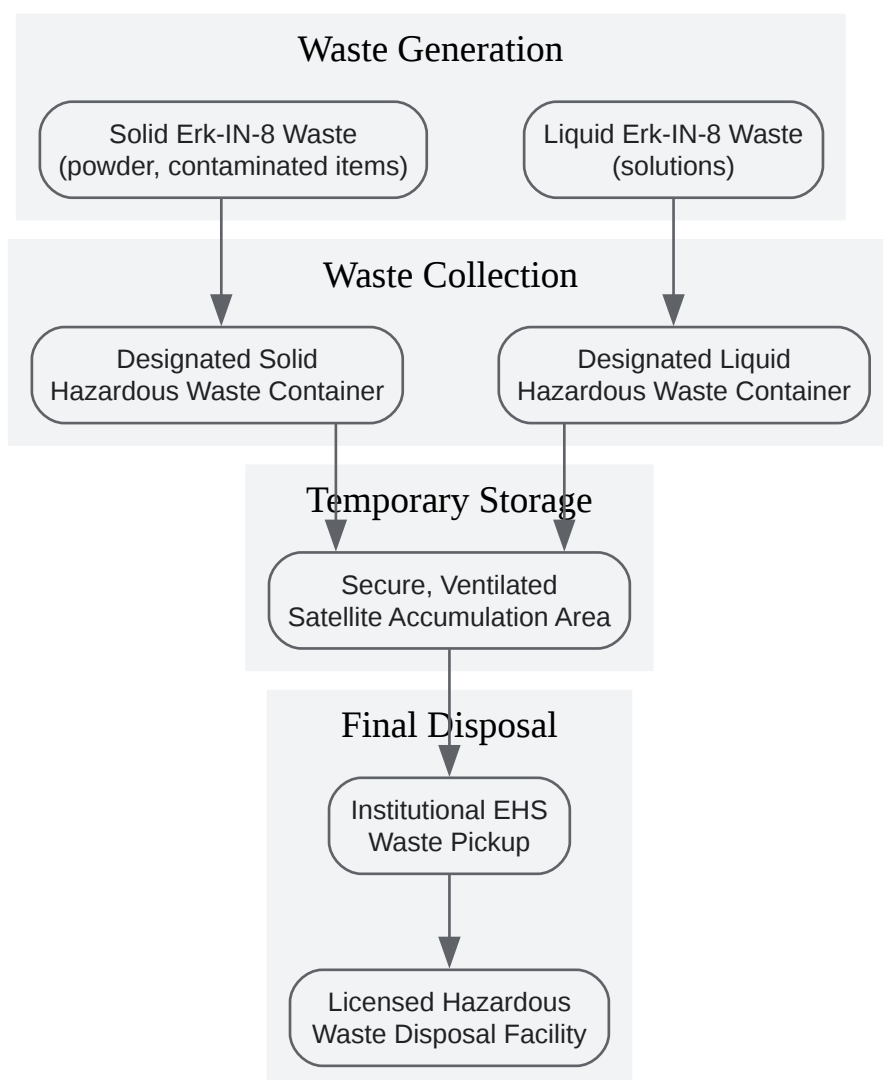 Waste Generation
Solid Erk-IN-8 Waste
(powder, contaminated items)
Liquid Erk-IN-8 Waste
(solutions)
Waste Collection
Designated Solid
Hazardous Waste Container
Designated Liquid
Hazardous Waste Container
Temporary Storage
Secure, Ventilated
Satellite Accumulation Area
Final Disposal
Institutional EHS
Waste Pickup
Licensed Hazardous
Waste Disposal Facility